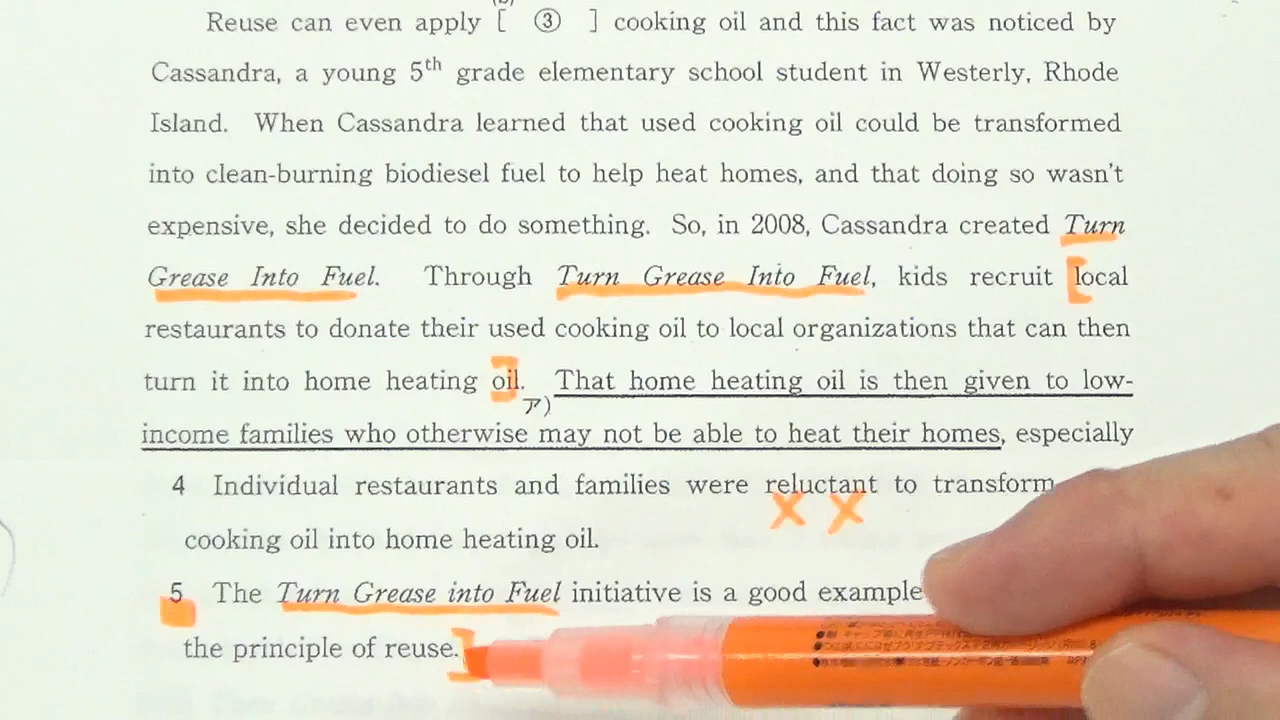 (b)
Reuse can even apply [ ③ ] cooking oil and this fact was noticed by
Cassandra, a young 5th grade elementary school student in Westerly, Rhode
Island. When Cassandra learned that used cooking oil could be transformed
into clean-burning biodiesel fuel to help heat homes, and that doing so wasn't
expensive, she decided to do something. So, in 2008, Cassandra created Turn
Grease Into Fuel. Through Turn Grease Into Fuel, kids recruit local
restaurants to donate their used cooking oil to local organizations that can then
turn it into home heating oil. That home heating oil is then given to low-
ア)
income families who otherwise may not be able to heat their homes, especially
4 Individual restaurants and families were reluctant to transform
cooking oil into home heating oil.
5 The Turn Grease into Fuel initiative is a good example
the principle of reuse.